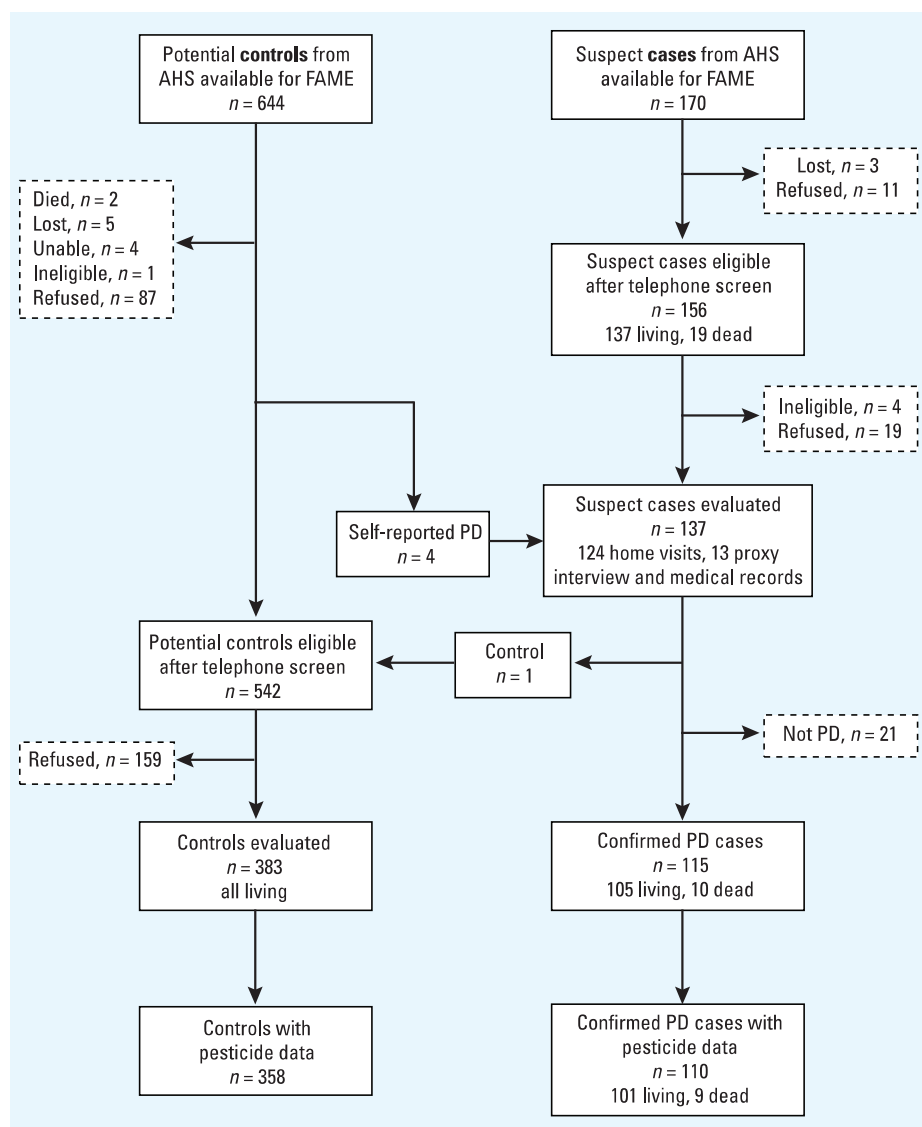 Potential controls from
AHS available for FAME
n = 644
Suspect cases from AHS
available for FAME
n = 170
Lost, n = 3
Refused, n = 11
Died, n = 2
Lost, n = 5
Unable, n = 4
Ineligible, n = 1
Refused, n = 87
Suspect cases eligible
after telephone screen
n = 156
137 living, 19 dead
Ineligible, n = 4
Refused, n = 19
Self-reported PD
n = 4
Suspect cases evaluated
n = 137
124 home visits, 13 proxy
interview and medical records
Potential controls eligible
after telephone screen
n = 542
Control
n = 1
Not PD, n = 21
Refused, n = 159
Controls evaluated
n = 383
all living
Confirmed PD cases
n = 115
105 living, 10 dead
Controls with
pesticide data
n = 358
Confirmed PD cases with
pesticide data
n = 110
101 living, 9 dead